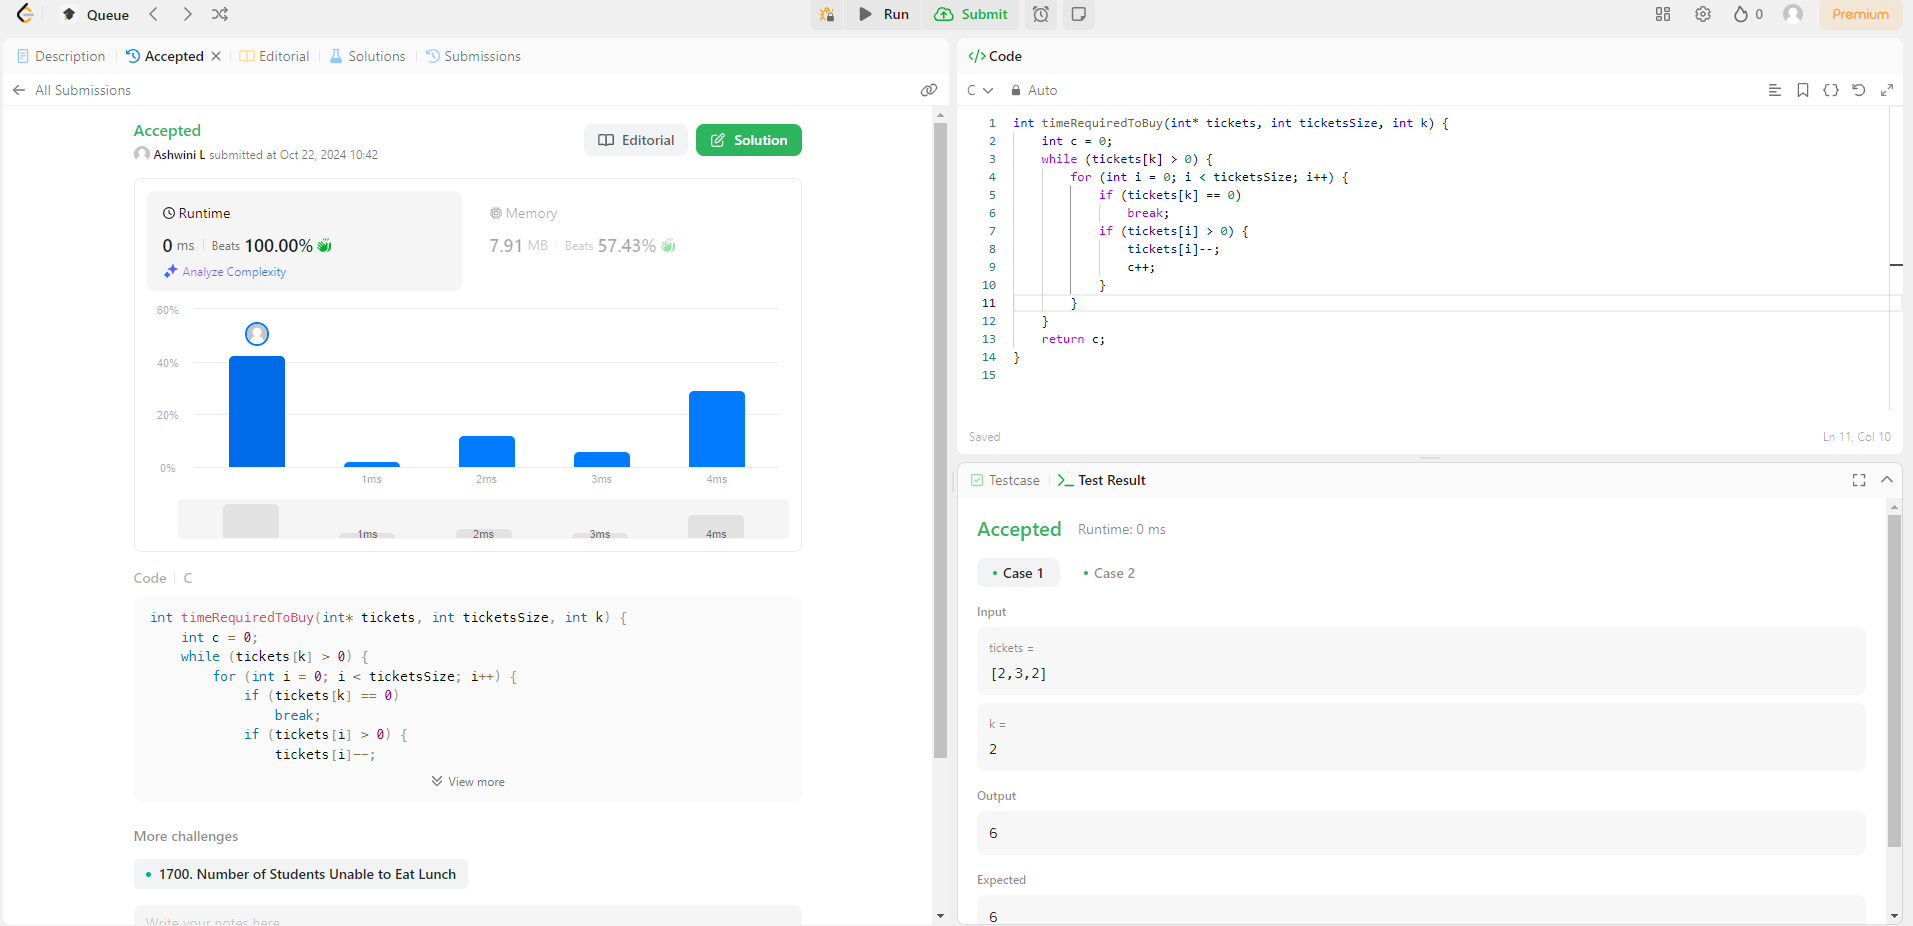 Queue
Run
Submit
0
Premium
Description
Accepted
Editorial
Solutions
Submissions
All Submissions
Accepted
Ashwini L submitted at Oct 22, 2024 10:42
Editorial
Solution
Runtime
0 ms
Beats 100.00%
Analyze Complexity
Memory
7.91 MB
Beats 57.43%
60%
40%
20%
0%
1ms
2ms
3ms
4ms
1ms
2ms
3ms
4ms
Code
C
int timeRequiredToBuy(int* tickets, int ticketsSize, int k) {
    int c = 0;
    while (tickets[k] > 0) {
        for (int i = 0; i < ticketsSize; i++) {
            if (tickets[k] == 0)
                break;
            if (tickets[i] > 0) {
                tickets[i]--;
View more
More challenges
1700. Number of Students Unable to Eat Lunch
Write your notes here
</> Code
C
Auto
1 int timeRequiredToBuy(int* tickets, int ticketsSize, int k) {
2     int c = 0;
3     while (tickets[k] > 0) {
4         for (int i = 0; i < ticketsSize; i++) {
5             if (tickets[k] == 0)
6                 break;
7             if (tickets[i] > 0) {
8                 tickets[i]--;
9                 c++;
10             }
11         }
12     }
13     return c;
14 }
15
Saved
Ln 11, Col 10
Testcase
Test Result
Accepted
Runtime: 0 ms
Case 1
Case 2
Input
tickets =
[2,3,2]
k =
2
Output
6
Expected
6